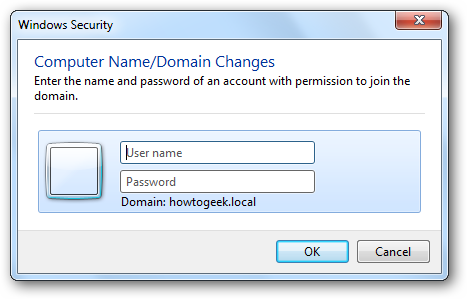 Windows Security
Computer Name/Domain Changes
Enter the name and password of an account with permission to join the
domain.
User name
Password
Domain: howtogeek.local
OK
Cancel